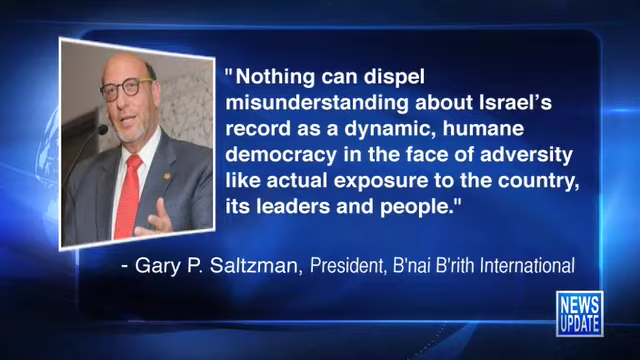 "Nothing can dispel
misunderstanding about Israel's
record as a dynamic, humane
democracy in the face of adversity
like actual exposure to the country,
its leaders and people."
- Gary P. Saltzman, President, B'nai B'rith International
NEWS
UPDATE